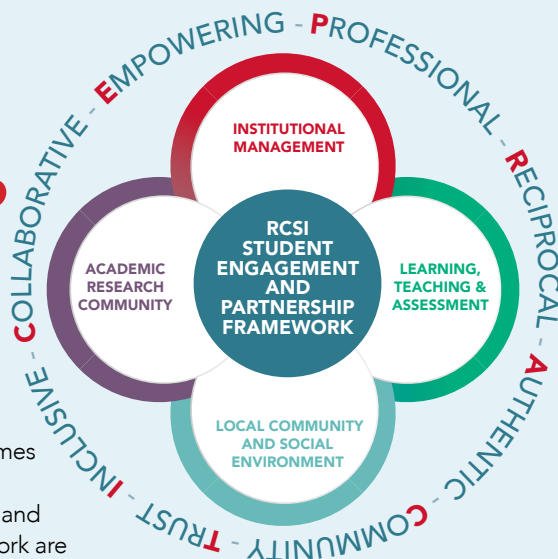 EMPOWERING - PROFESSIONAL - RECIPROCAL - AUTHENTIC - COMMUNITY - TRUST - INCLUSIVE - COLLABORATIVE -
INSTITUTIONAL
MANAGEMENT
ACADEMIC
RESEARCH
COMMUNITY
RCSI
STUDENT
ENGAGEMENT
AND
PARTNERSHIP
FRAMEWORK
LEARNING,
TEACHING &
ASSESSMENT
LOCAL COMMUNITY
AND SOCIAL
ENVIRONMENT
mes
and
ork are